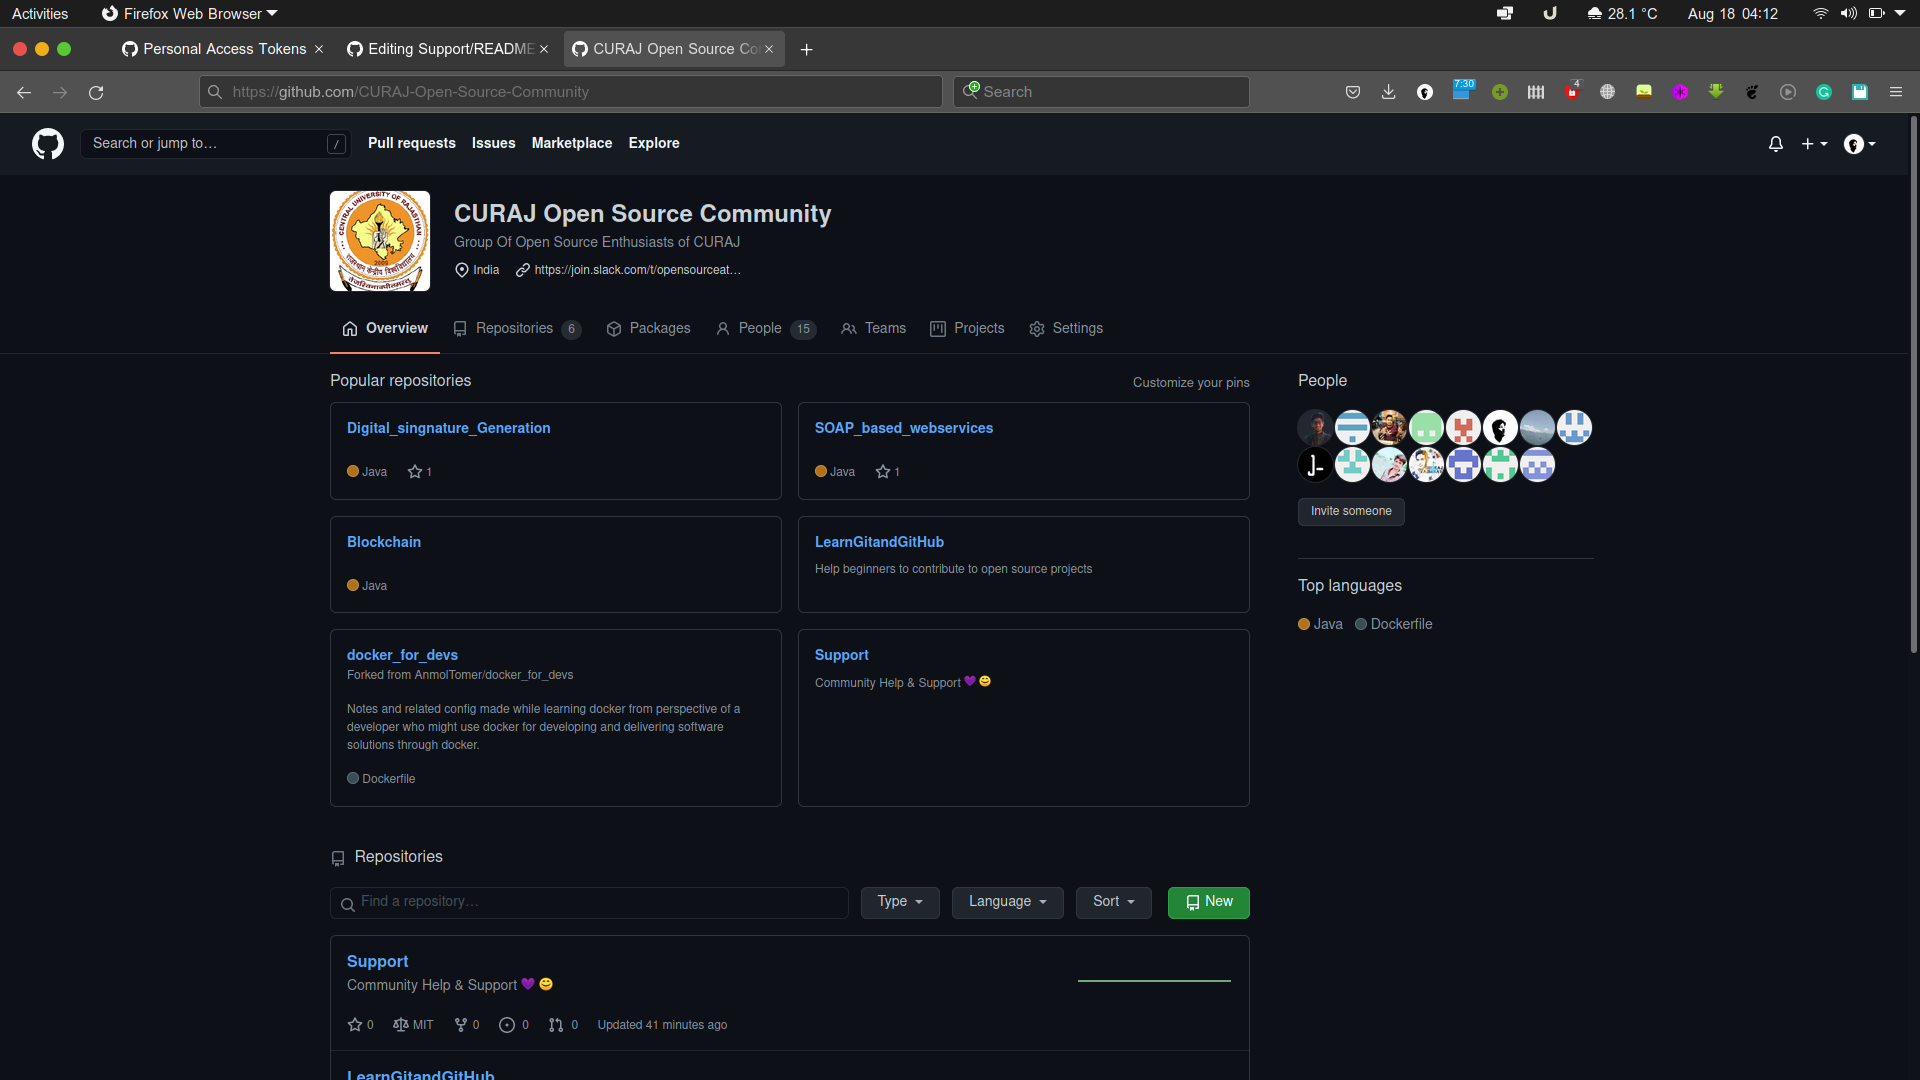 Activities
Firefox Web Browser
28.1 °C
Aug 18 04:12
Personal Access Tokens
Editing Support/README
CURAJ Open Source Co
https://github.com/CURAJ-Open-Source-Community
Search
7:30
4
Search or jump to…
/
Pull requests
Issues
Marketplace
Explore
CENTRAL UNIVERSITY OF RAJASTHAN
2009
CURAJ Open Source Community
Group Of Open Source Enthusiasts of CURAJ
India
https://join.slack.com/t/opensourceat…
Overview
Repositories 6
Packages
People 15
Teams
Projects
Settings
Popular repositories
Customize your pins
Digital_singnature_Generation
Java 1
SOAP_based_webservices
Java 1
Blockchain
Java
LearnGitandGitHub
Help beginners to contribute to open source projects
docker_for_devs
Forked from AnmolTomer/docker_for_devs
Notes and related config made while learning docker from perspective of a
developer who might use docker for developing and delivering software
solutions through docker.
Dockerfile
Support
Community Help & Support 💜 😊
People
Invite someone
Top languages
Java Dockerfile
Repositories
Find a repository…
Type
Language
Sort
New
Support
Community Help & Support 💜 😊
0 MIT 0 0 0 Updated 41 minutes ago
LearnGitandGitHub